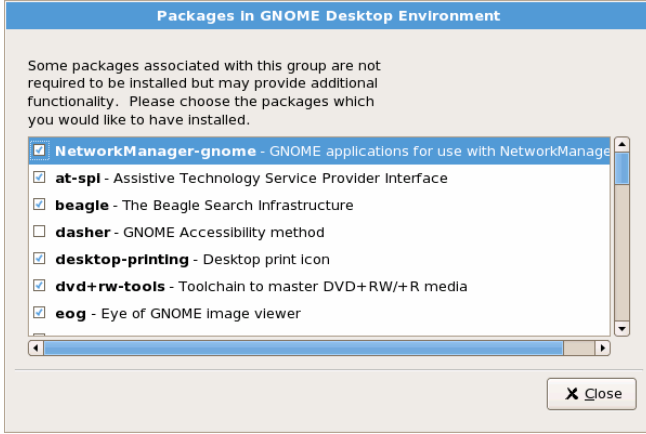 Packages in GNOME Desktop Environment
Some packages associated with this group are not
required to be installed but may provide additional
functionality.  Please choose the packages which
you would like to have installed.
NetworkManager-gnome - GNOME applications for use with NetworkManage
at-spi - Assistive Technology Service Provider Interface
beagle - The Beagle Search Infrastructure
dasher - GNOME Accessibility method
desktop-printing - Desktop print icon
dvd+rw-tools - Toolchain to master DVD+RW/+R media
eog - Eye of GNOME image viewer
Close